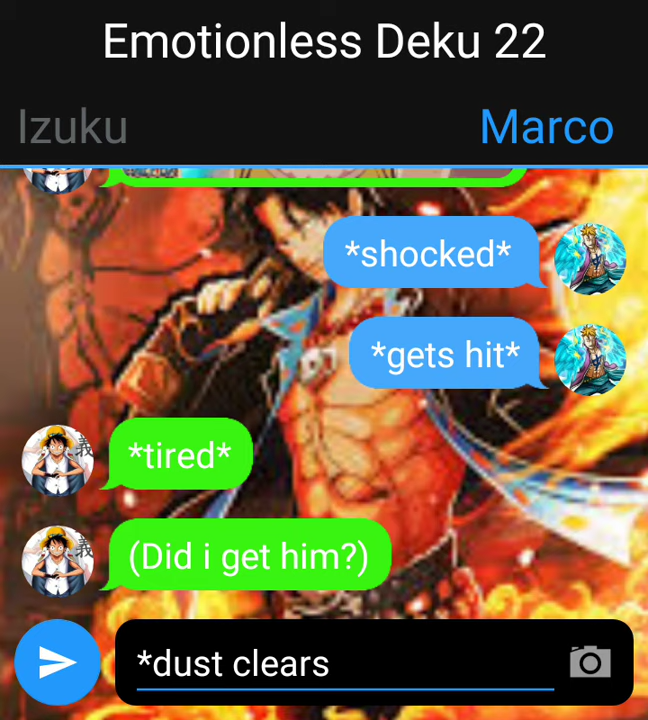 Emotionless Deku 22
Izuku
Marco
*shocked*
*gets hit*
*tired*
(Did i get him?)
*dust clears